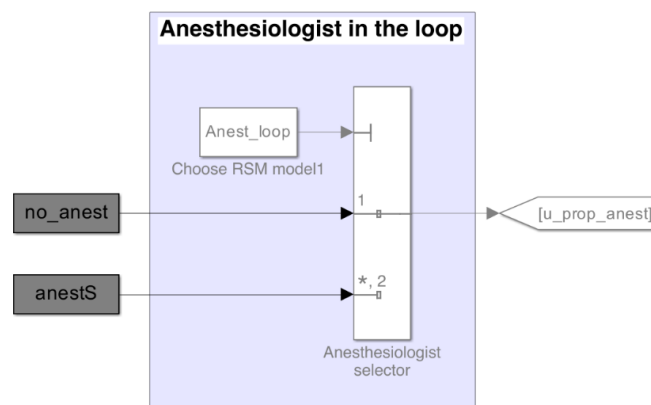 Anesthesiologist in the loop
Anest_loop
Choose RSM model1
no_anest
1
[u_prop_anest]
anestS
*, 2
Anesthesiologist
selector